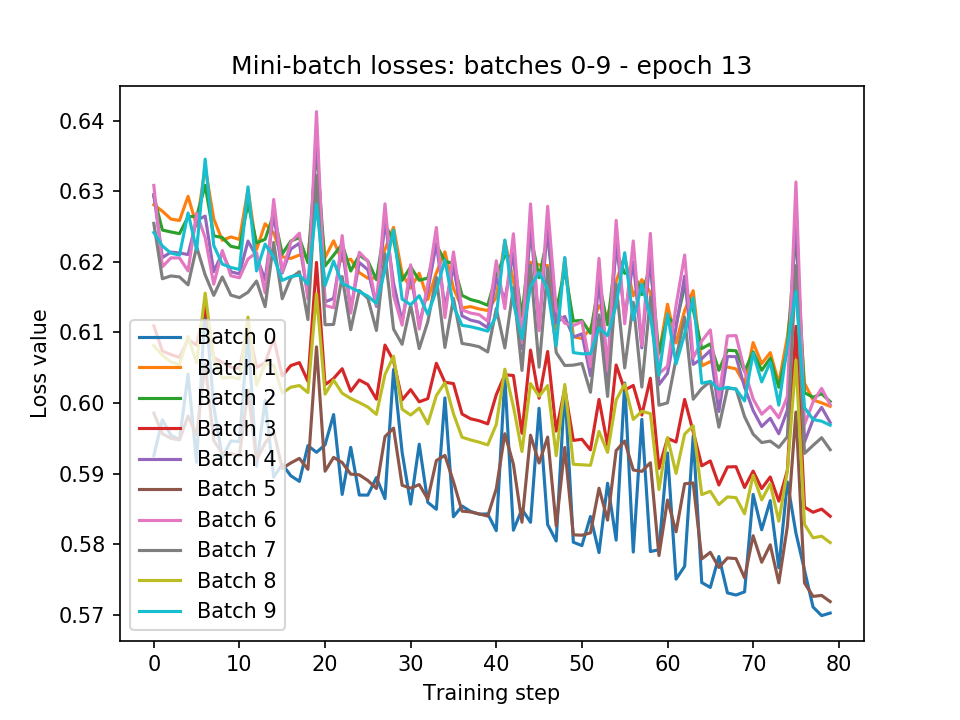 Mini-batch losses: batches 0-9 - epoch 13
Loss value
0.64
0.63
0.62
0.61
0.60
0.59
0.58
0.57
Batch 0
Batch 1
Batch 2
Batch 3
Batch 4
Batch 5
Batch 6
Batch 7
Batch 8
Batch 9
0 10 20 30 40 50 60 70 80
Training step